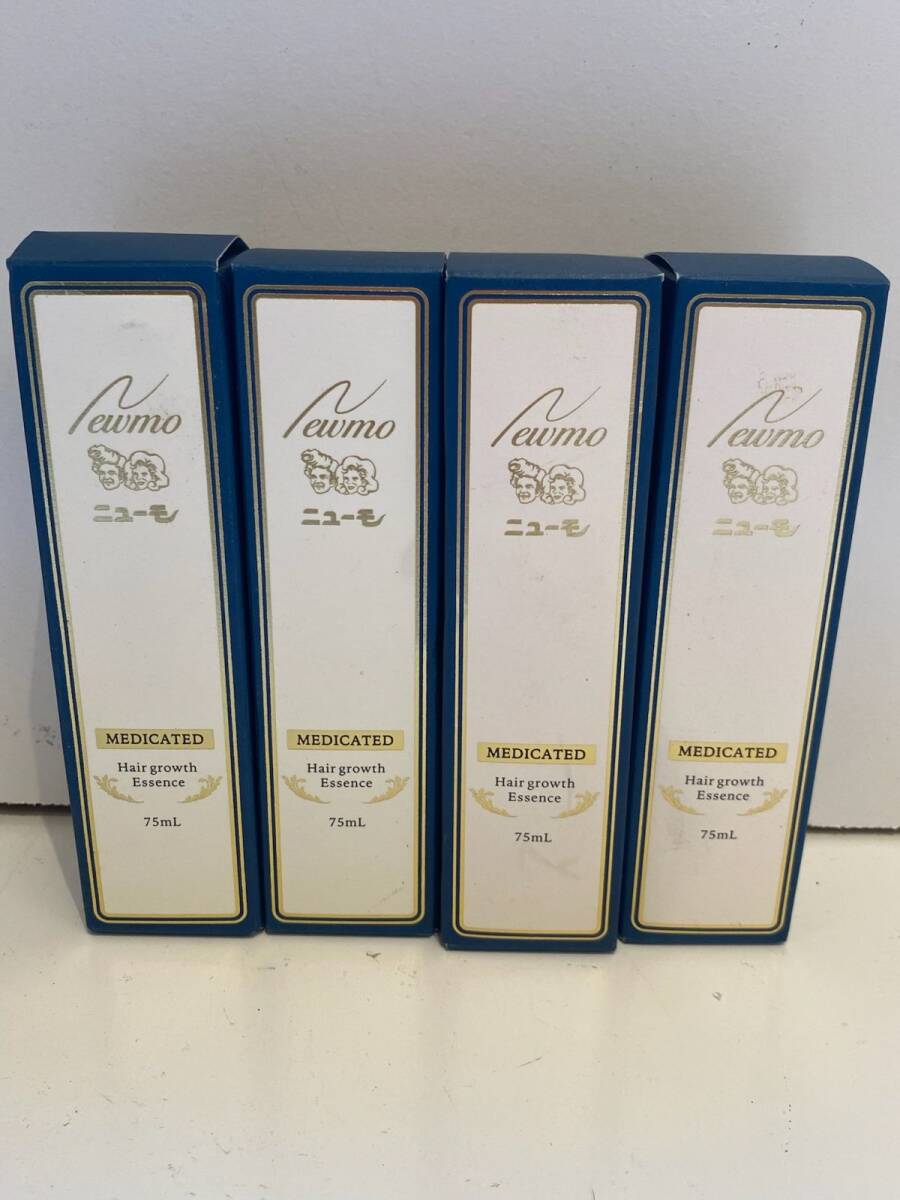 Newmo
ニューモ
MEDICATED
Hair growth
Essence
75mL
Newmo
ニューモ
MEDICATED
Hair growth
Essence
75mL
Newmo
ニューモ
MEDICATED
Hair growth
Essence
75mL
Newmo
ニューモ
MEDICATED
Hair growth
Essence
75mL